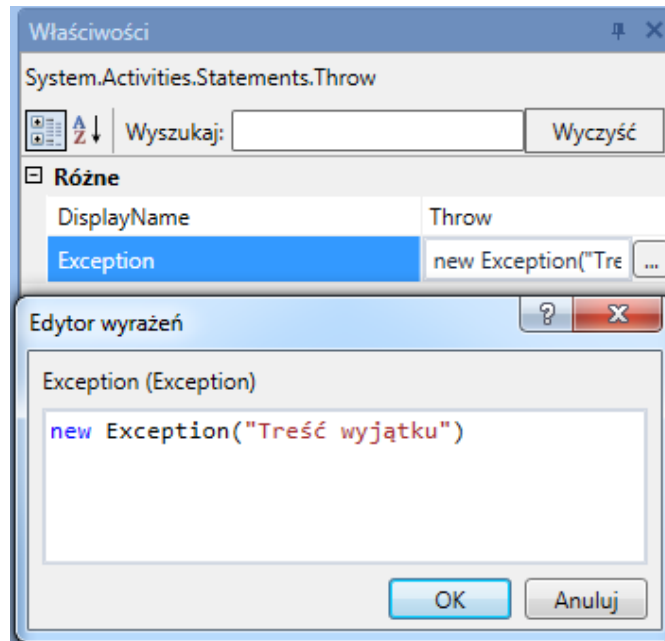 Właściwości
System.Activities.Statements.Throw
Wyszukaj: Wyczyść
Różne
DisplayName Throw
Exception new Exception("Tre ...
Edytor wyrażeń
Exception (Exception)
new Exception("Treść wyjątku")
OK Anuluj